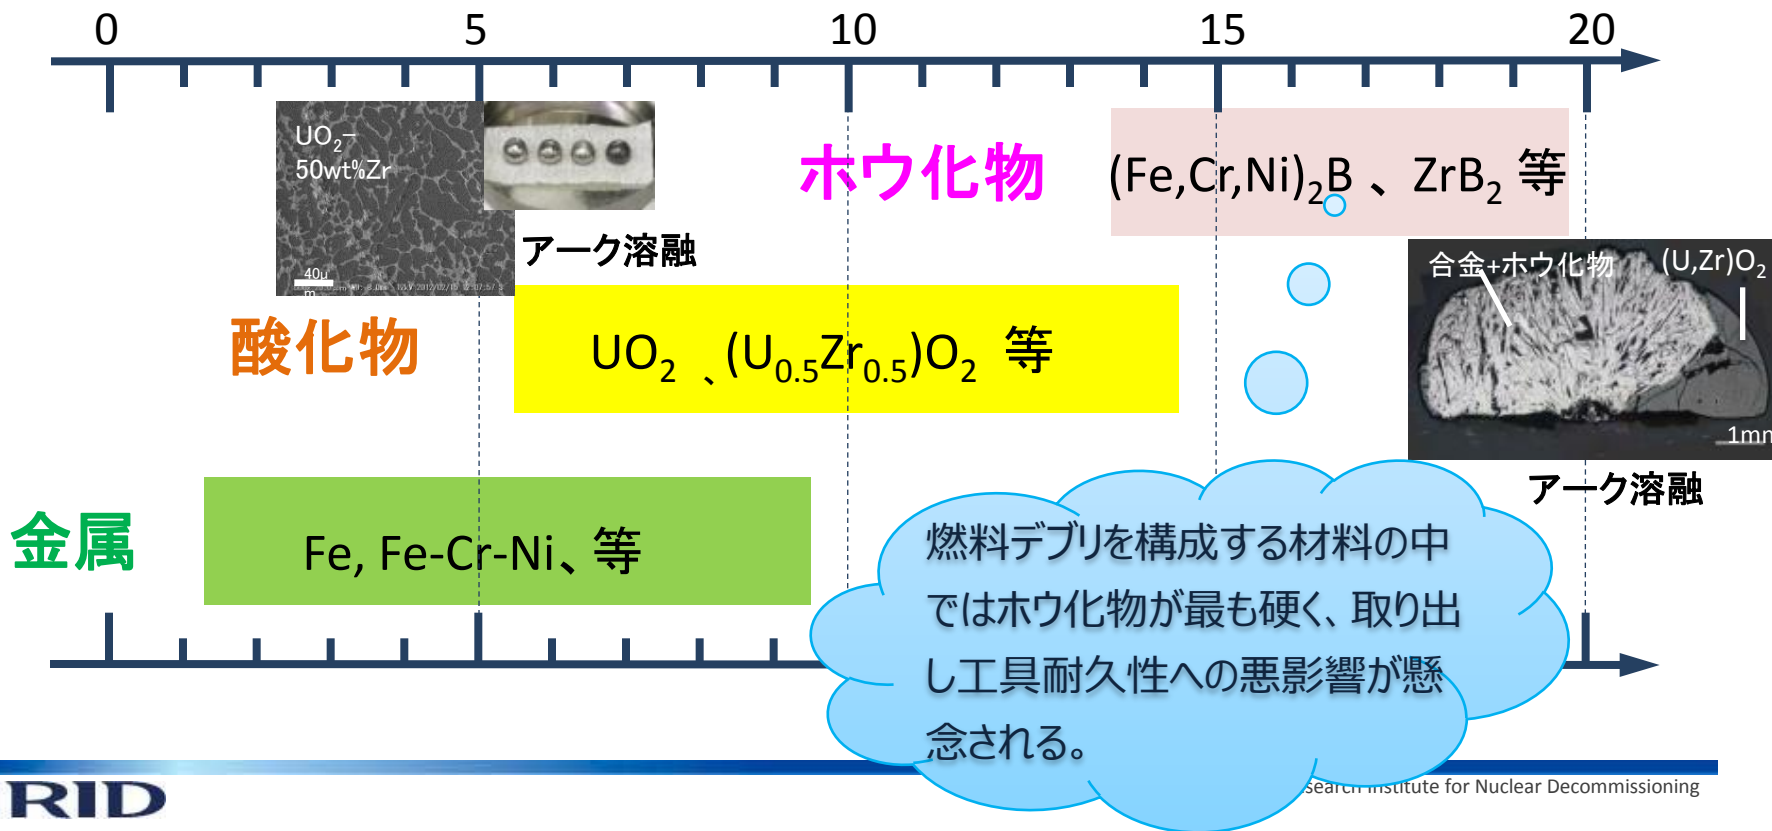 0 5 10 15 20
UO₂-
50wt%Zr
40μ
m
アーク溶融
ホウ化物
(Fe,Cr,Ni)₂B 、ZrB₂ 等
合金+ホウ化物
(U,Zr)O₂
1mm
アーク溶融
酸化物
UO₂ 、(U₀.₅Zr₀.₅)O₂ 等
金属
Fe, Fe-Cr-Ni、等
燃料デブリを構成する材料の中
ではホウ化物が最も硬く、取り出
し工具耐久性への悪影響が懸
念される。
RID
search Institute for Nuclear Decommissioning